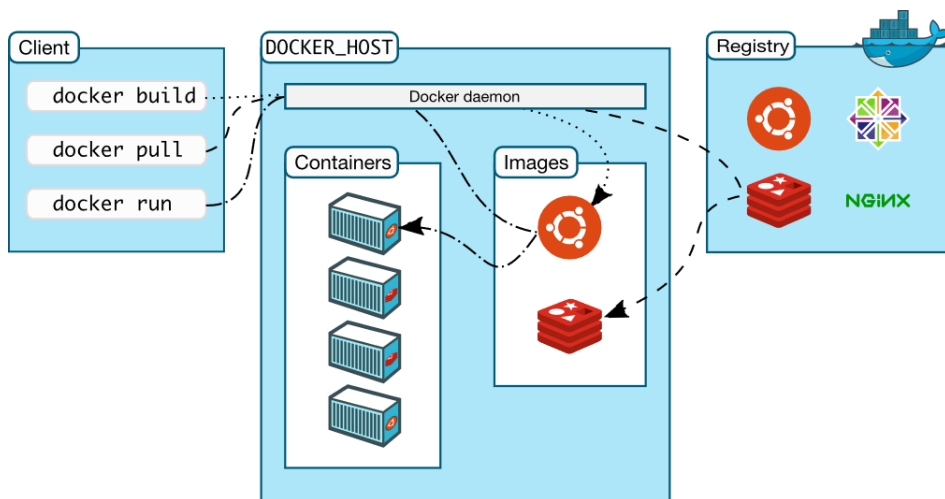 Client
docker build
docker pull
docker run
DOCKER_HOST
Docker daemon
Containers
Images
Registry
NGiNX